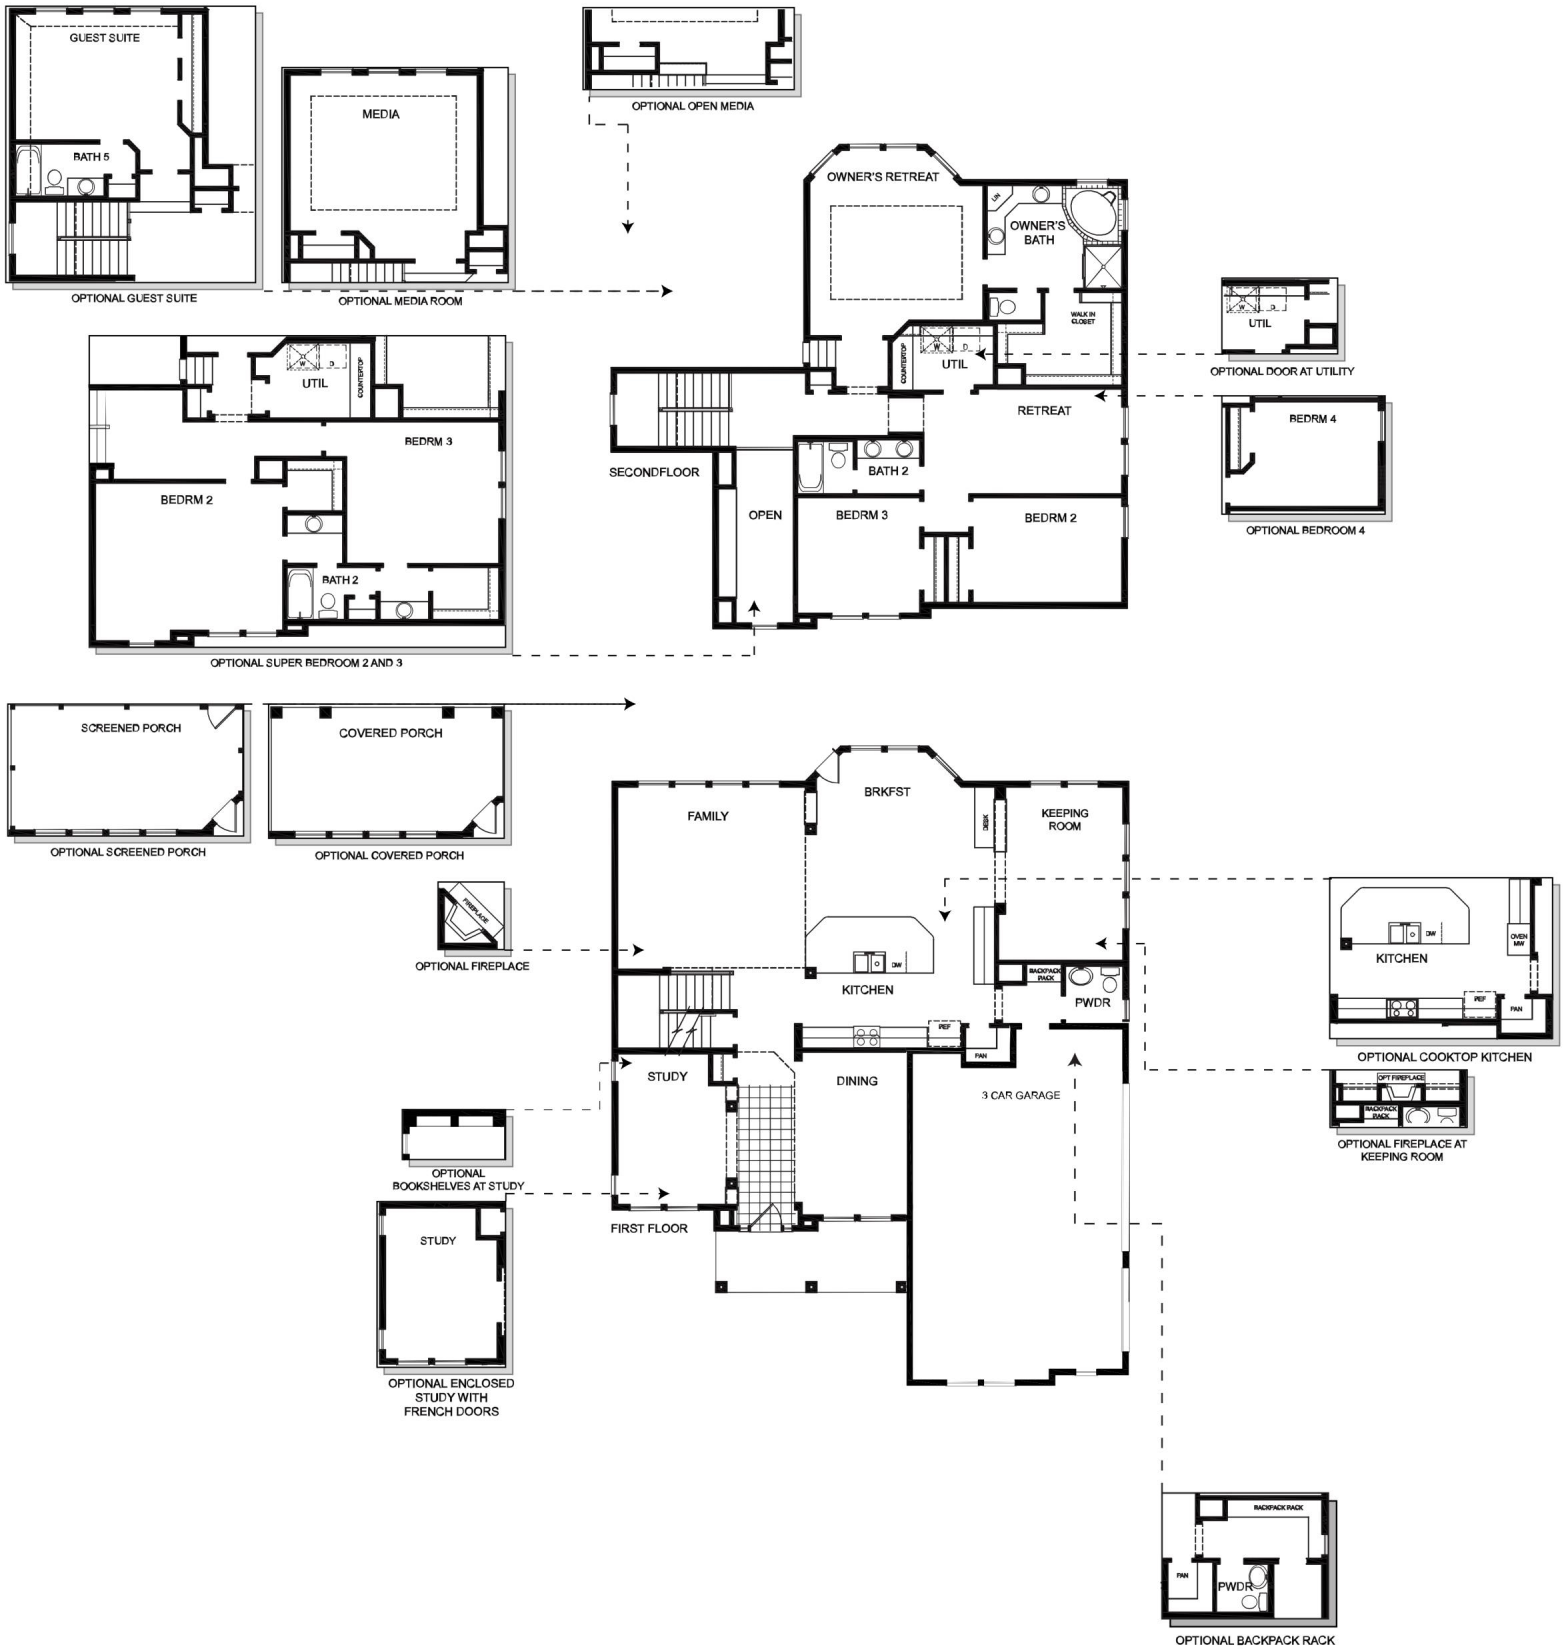 GUEST SUITE
BATH 5
OPTIONAL GUEST SUITE
MEDIA
OPTIONAL MEDIA ROOM
OPTIONAL OPEN MEDIA
OWNER'S RETREAT
LIN
OWNER'S
BATH
WALK IN
CLOSET
COUNTERTOP
W
D
UTIL
RETREAT
SECONDFLOOR
BATH 2
OPEN
BEDRM 3
BEDRM 2
W
D
UTIL
OPTIONAL DOOR AT UTILITY
BEDRM 4
OPTIONAL BEDROOM 4
W
D
UTIL
COUNTERTOP
BEDRM 3
BEDRM 2
BATH 2
OPTIONAL SUPER BEDROOM 2 AND 3
SCREENED PORCH
OPTIONAL SCREENED PORCH
COVERED PORCH
OPTIONAL COVERED PORCH
FIREPLACE
OPTIONAL FIREPLACE
FAMILY
BRKFST
DESK
KEEPING
ROOM
DW
KITCHEN
BACKPACK
RACK
PWDR
REF
PAN
STUDY
DINING
3 CAR GARAGE
FIRST FLOOR
OPTIONAL
BOOKSHELVES AT STUDY
STUDY
OPTIONAL ENCLOSED
STUDY WITH
FRENCH DOORS
DW
OVEN
MW
KITCHEN
REF
PAN
OPTIONAL COOKTOP KITCHEN
OPT FIREPLACE
BACKPACK
RACK
OPTIONAL FIREPLACE AT
KEEPING ROOM
BACKPACK RACK
PAN
PWDR
OPTIONAL BACKPACK RACK